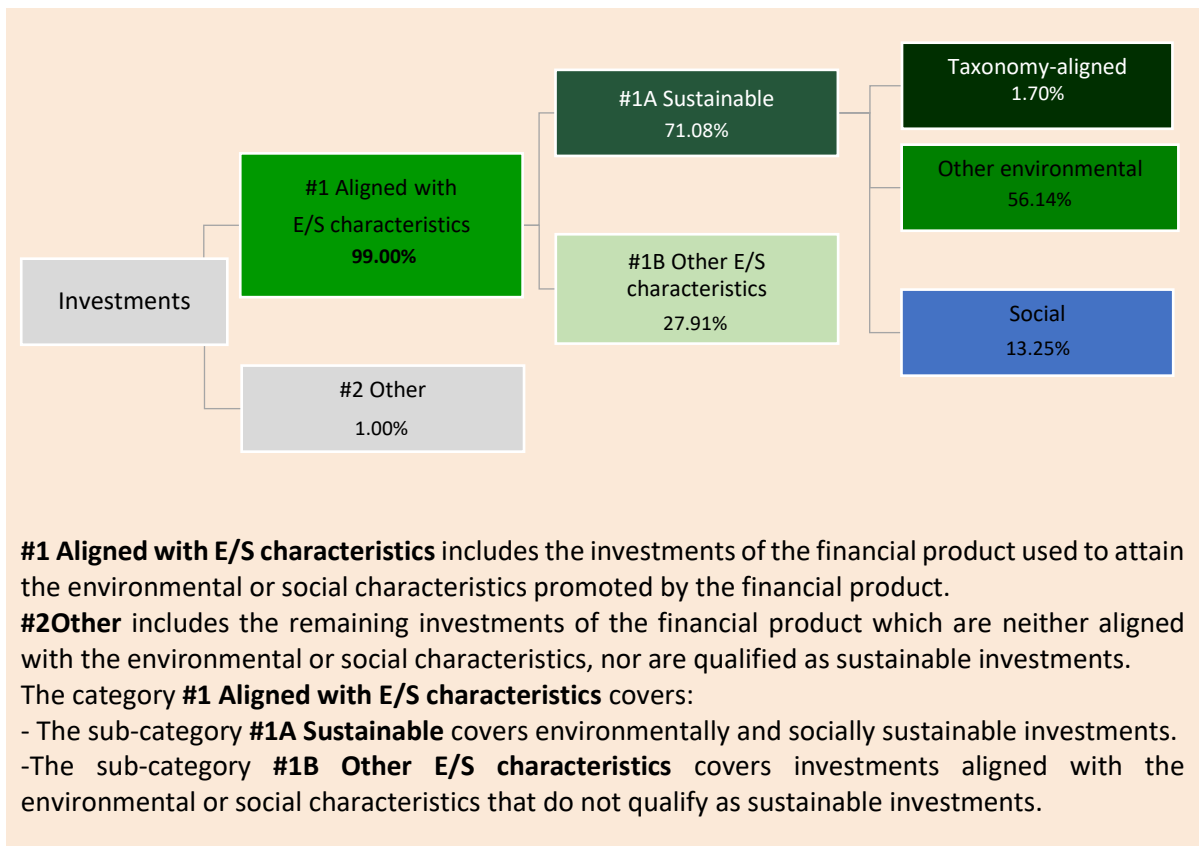 Investments
#1 Aligned with
E/S characteristics
99.00%
#2 Other
1.00%
#1A Sustainable
71.08%
#1B Other E/S
characteristics
27.91%
Taxonomy-aligned
1.70%
Other environmental
56.14%
Social
13.25%
#1 Aligned with E/S characteristics includes the investments of the financial product used to attain
the environmental or social characteristics promoted by the financial product.
#2Other includes the remaining investments of the financial product which are neither aligned
with the environmental or social characteristics, nor are qualified as sustainable investments.
The category #1 Aligned with E/S characteristics covers:
- The sub-category #1A Sustainable covers environmentally and socially sustainable investments.
-The sub-category #1B Other E/S characteristics covers investments aligned with the
environmental or social characteristics that do not qualify as sustainable investments.